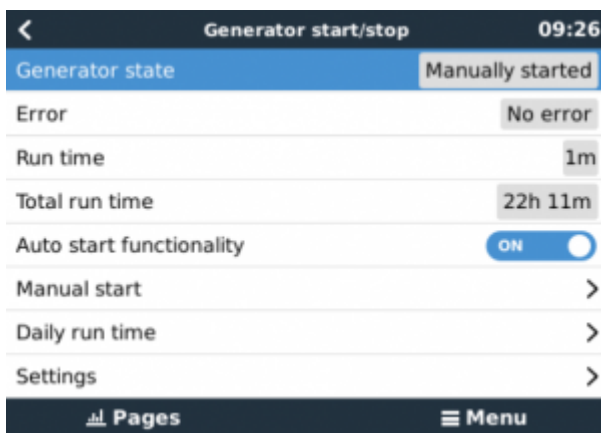 Generator start/stop 09:26
Generator state Manually started
Error No error
Run time 1m
Total run time 22h 11m
Auto start functionality ON
Manual start
Daily run time
Settings
Pages Menu